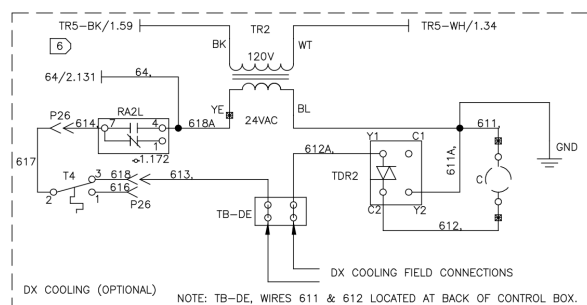 TR5-BK/1.59 TR2 TR5-WH/1.34
6 BK WT
120V
64/2.131 64.
P26 RA2L YE BL
614. 7 4 618A 24VAC
1 Y1 C1 611.
⌀1.172 612A. 611A.
617 T4 3 618 613. TDR2 C GND
616 C2 Y2
2 1 P26
TB-DE 612.
DX COOLING FIELD CONNECTIONS
DX COOLING (OPTIONAL)
NOTE: TB-DE, WIRES 611 & 612 LOCATED AT BACK OF CONTROL BOX.